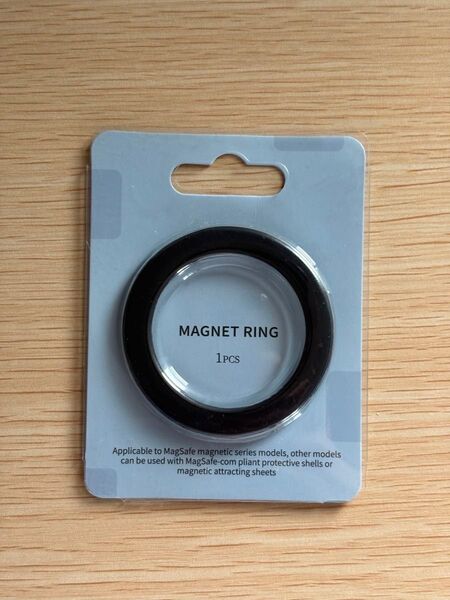 MAGNET RING
1PCS
Applicable to MagSafe magnetic series models, other models
can be used with MagSafe-com pliant protective shells or
magnetic attracting sheets